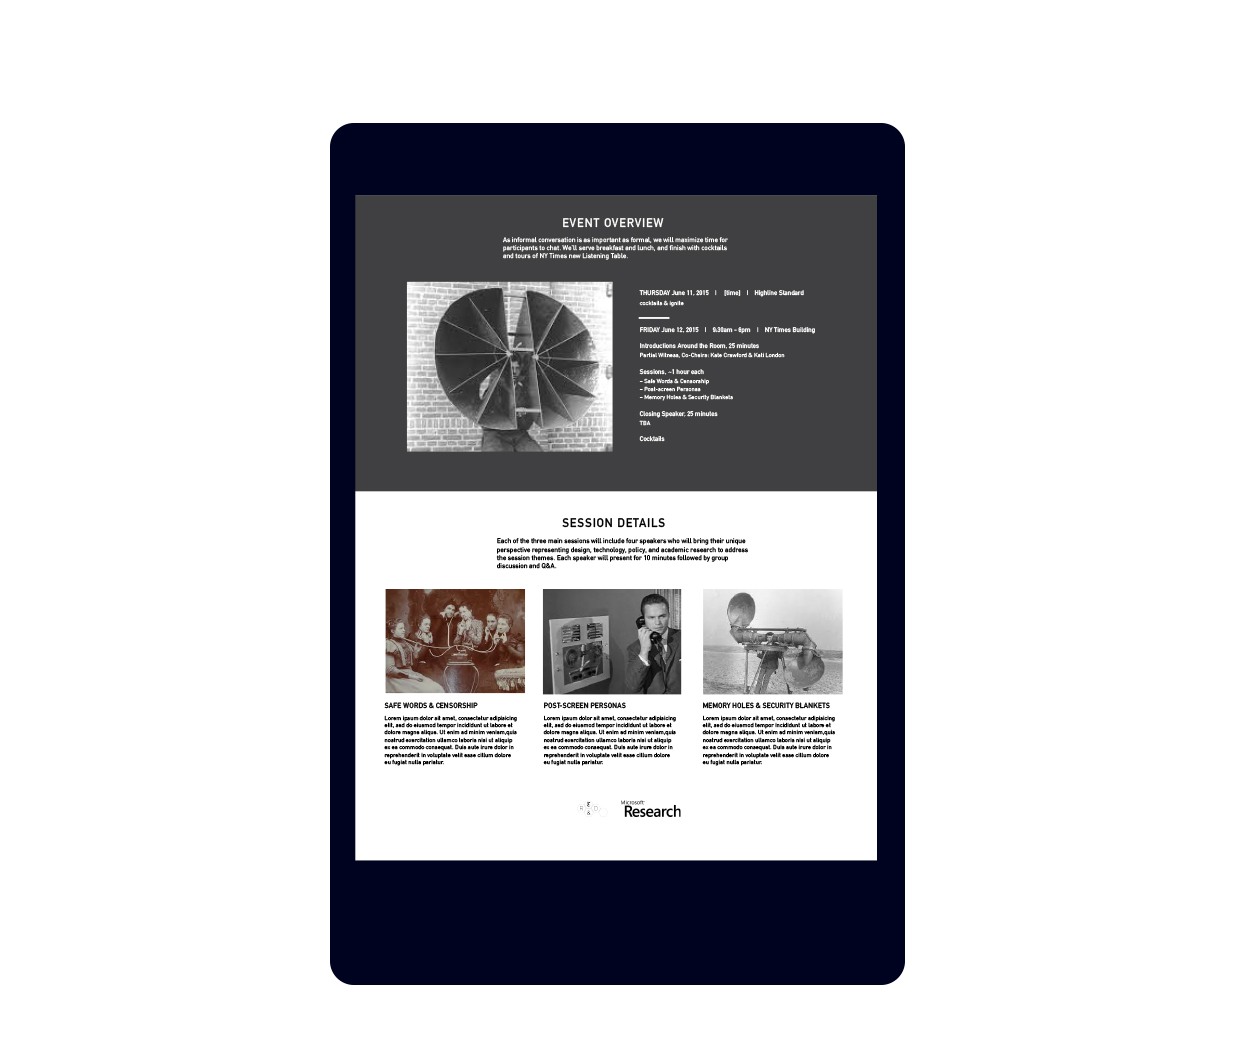 EVENT OVERVIEW
As informal conversation is as important as formal, we will maximize time for
participants to chat. We'll serve breakfast and lunch, and finish with cocktails
and tours of NY Times new Listening Table.
THURSDAY June 11, 2015 | [time] | Highline Standard
cocktails & ignite
FRIDAY June 12, 2015 | 9:30am – 6pm | NY Times Building
Introductions Around the Room, 25 minutes
Partial Witness, Co-Chairs: Kate Crawford & Kati London
Sessions, ~1 hour each
– Safe Words & Censorship
– Post-screen Personas
– Memory Holes & Security Blankets
Closing Speaker, 25 minutes
TBA
Cocktails
SESSION DETAILS
Each of the three main sessions will include four speakers who will bring their unique
perspective representing design, technology, policy, and academic research to address
the session themes. Each speaker will present for 10 minutes followed by group
discussion and Q&A.
SAFE WORDS & CENSORSHIP
Lorem ipsum dolor sit amet, consectetur adipisicing
elit, sed do eiusmod tempor incididunt ut labore et
dolore magna aliqua. Ut enim ad minim veniam,quis
nostrud exercitation ullamco laboris nisi ut aliquip
ex ea commodo consequat. Duis aute irure dolor in
reprehenderit in voluptate velit esse cillum dolore
eu fugiat nulla pariatur.
POST-SCREEN PERSONAS
Lorem ipsum dolor sit amet, consectetur adipisicing
elit, sed do eiusmod tempor incididunt ut labore et
dolore magna aliqua. Ut enim ad minim veniam,quis
nostrud exercitation ullamco laboris nisi ut aliquip
ex ea commodo consequat. Duis aute irure dolor in
reprehenderit in voluptate velit esse cillum dolore
eu fugiat nulla pariatur.
MEMORY HOLES & SECURITY BLANKETS
Lorem ipsum dolor sit amet, consectetur adipisicing
elit, sed do eiusmod tempor incididunt ut labore et
dolore magna aliqua. Ut enim ad minim veniam,quis
nostrud exercitation ullamco laboris nisi ut aliquip
ex ea commodo consequat. Duis aute irure dolor in
reprehenderit in voluptate velit esse cillum dolore
eu fugiat nulla pariatur.
Microsoft
Research